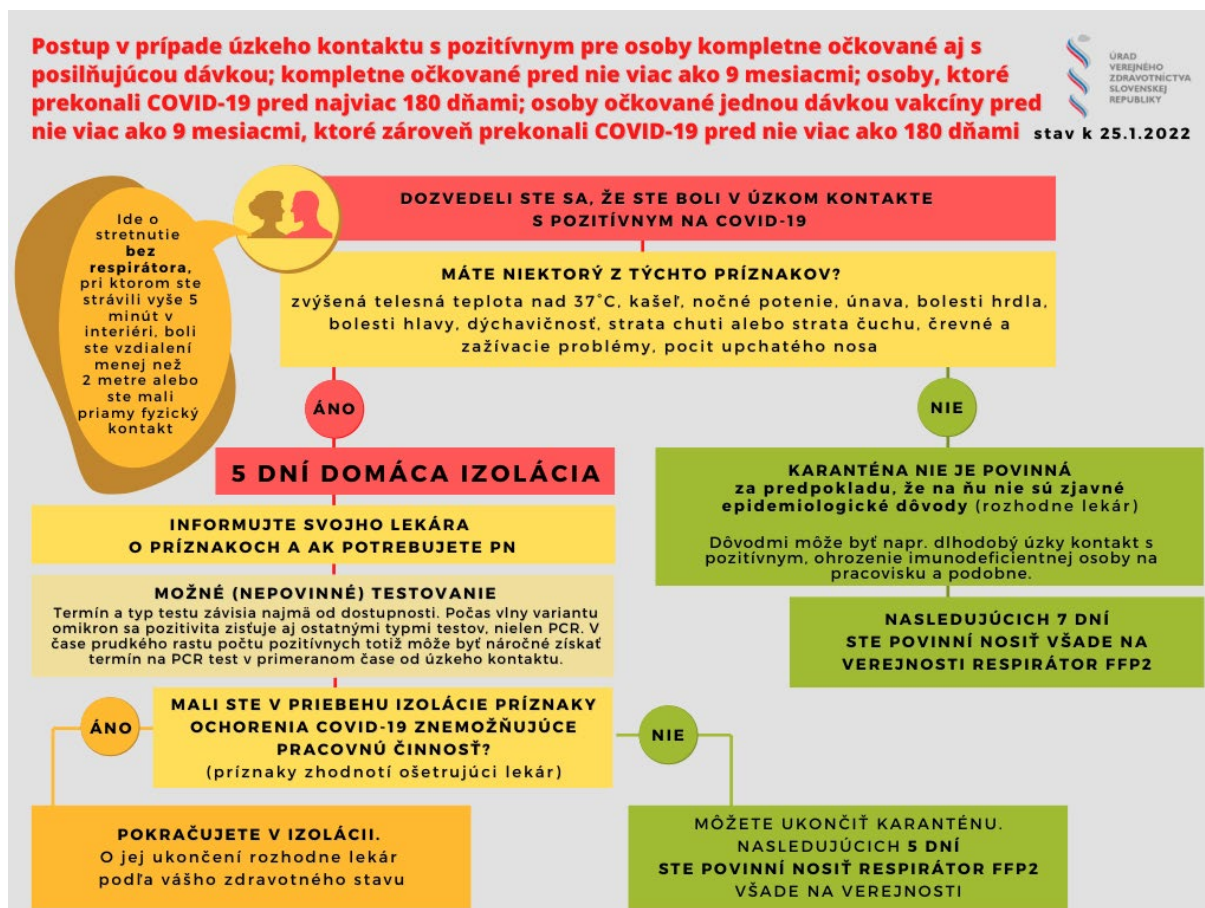 Postup v prípade úzkeho kontaktu s pozitívnym pre osoby kompletne očkované aj s
posilňujúcou dávkou; kompletne očkované pred nie viac ako 9 mesiacmi; osoby, ktoré
prekonali COVID-19 pred najviac 180 dňami; osoby očkované jednou dávkou vakcíny pred
nie viac ako 9 mesiacmi, ktoré zároveň prekonali COVID-19 pred nie viac ako 180 dňami
ÚRAD
VEREJNÉHO
ZDRAVOTNÍCTVA
SLOVENSKEJ
REPUBLIKY
stav k 25.1.2022
Ide o
stretnutie
bez
respirátora,
pri ktorom ste
strávili vyše 5
minút v
interiéri, boli
ste vzdialení
menej než
2 metre alebo
ste mali
priamy fyzický
kontakt
DOZVEDELI STE SA, ŽE STE BOLI V ÚZKOM KONTAKTE
S POZITÍVNYM NA COVID-19
MÁTE NIEKTORÝ Z TÝCHTO PRÍZNAKOV?
zvýšená telesná teplota nad 37°C, kašeľ, nočné potenie, únava, bolesti hrdla,
bolesti hlavy, dýchavičnosť, strata chuti alebo strata čuchu, črevné a
zažívacie problémy, pocit upchatého nosa
ÁNO
NIE
5 DNÍ DOMÁCA IZOLÁCIA
INFORMUJTE SVOJHO LEKÁRA
O PRÍZNAKOCH A AK POTREBUJETE PN
MOŽNÉ (NEPOVINNÉ) TESTOVANIE
Termín a typ testu závisia najmä od dostupnosti. Počas vlny variantu
omikron sa pozitivita zisťuje aj ostatnými typmi testov, nielen PCR. V
čase prudkého rastu počtu pozitívnych totiž môže byť náročné získať
termín na PCR test v primeranom čase od úzkeho kontaktu.
KARANTÉNA NIE JE POVINNÁ
za predpokladu, že na ňu nie sú zjavné
epidemiologické dôvody (rozhodne lekár)
Dôvodmi môže byť napr. dlhodobý úzky kontakt s
pozitívnym, ohrozenie imunodeficientnej osoby na
pracovisku a podobne.
NASLEDUJÚCICH 7 DNÍ
STE POVINNÍ NOSIŤ VŠADE NA
VEREJNOSTI RESPIRÁTOR FFP2
ÁNO
MALI STE V PRIEBEHU IZOLÁCIE PRÍZNAKY
OCHORENIA COVID-19 ZNEMOŽŇUJÚCE
PRACOVNÚ ČINNOSŤ?
(príznaky zhodnotí ošetrujúci lekár)
NIE
POKRAČUJETE V IZOLÁCII.
O jej ukončení rozhodne lekár
podľa vášho zdravotného stavu
MÔŽETE UKONČIŤ KARANTÉNU.
NASLEDUJÚCICH 5 DNÍ
STE POVINNÍ NOSIŤ RESPIRÁTOR FFP2
VŠADE NA VEREJNOSTI